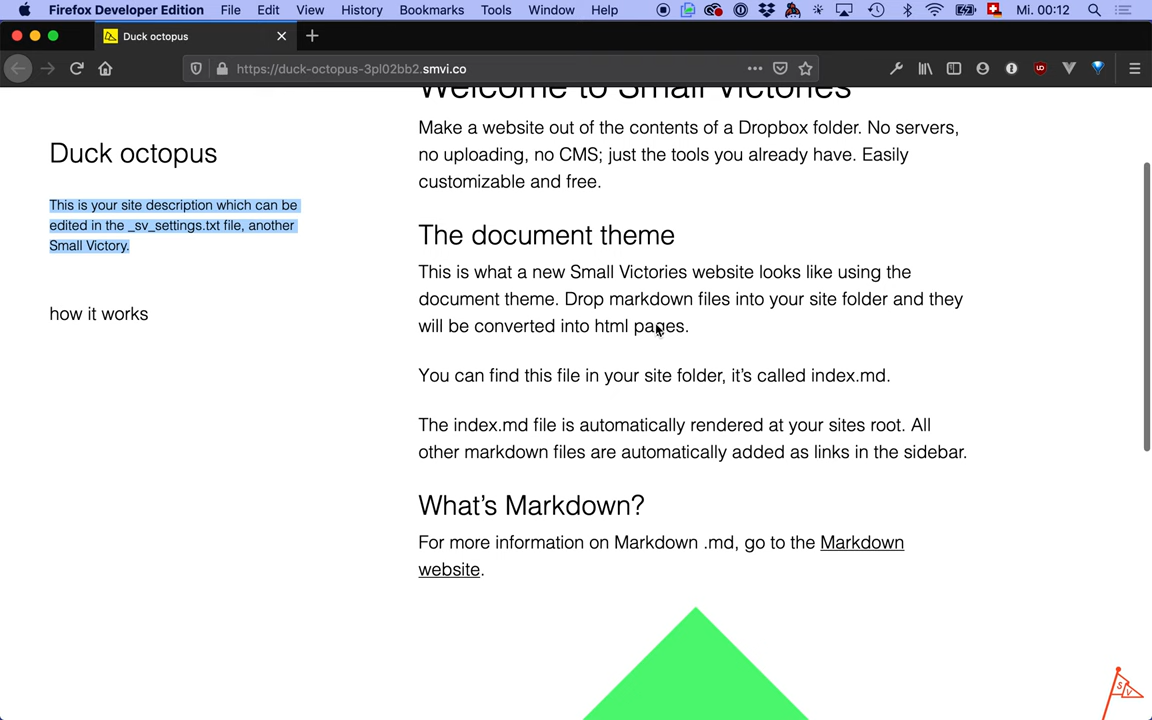 Firefox Developer Edition File Edit View History Bookmarks Tools Window Help Mi. 00:12
Duck octopus
https://duck-octopus-3pl02bb2.smvi.co
Duck octopus
This is your site description which can be
edited in the _sv_settings.txt file, another
Small Victory.
how it works
Welcome to Small Victories
Make a website out of the contents of a Dropbox folder. No servers,
no uploading, no CMS; just the tools you already have. Easily
customizable and free.
The document theme
This is what a new Small Victories website looks like using the
document theme. Drop markdown files into your site folder and they
will be converted into html pages.
You can find this file in your site folder, it’s called index.md.
The index.md file is automatically rendered at your sites root. All
other markdown files are automatically added as links in the sidebar.
What’s Markdown?
For more information on Markdown .md, go to the Markdown
website.
SV